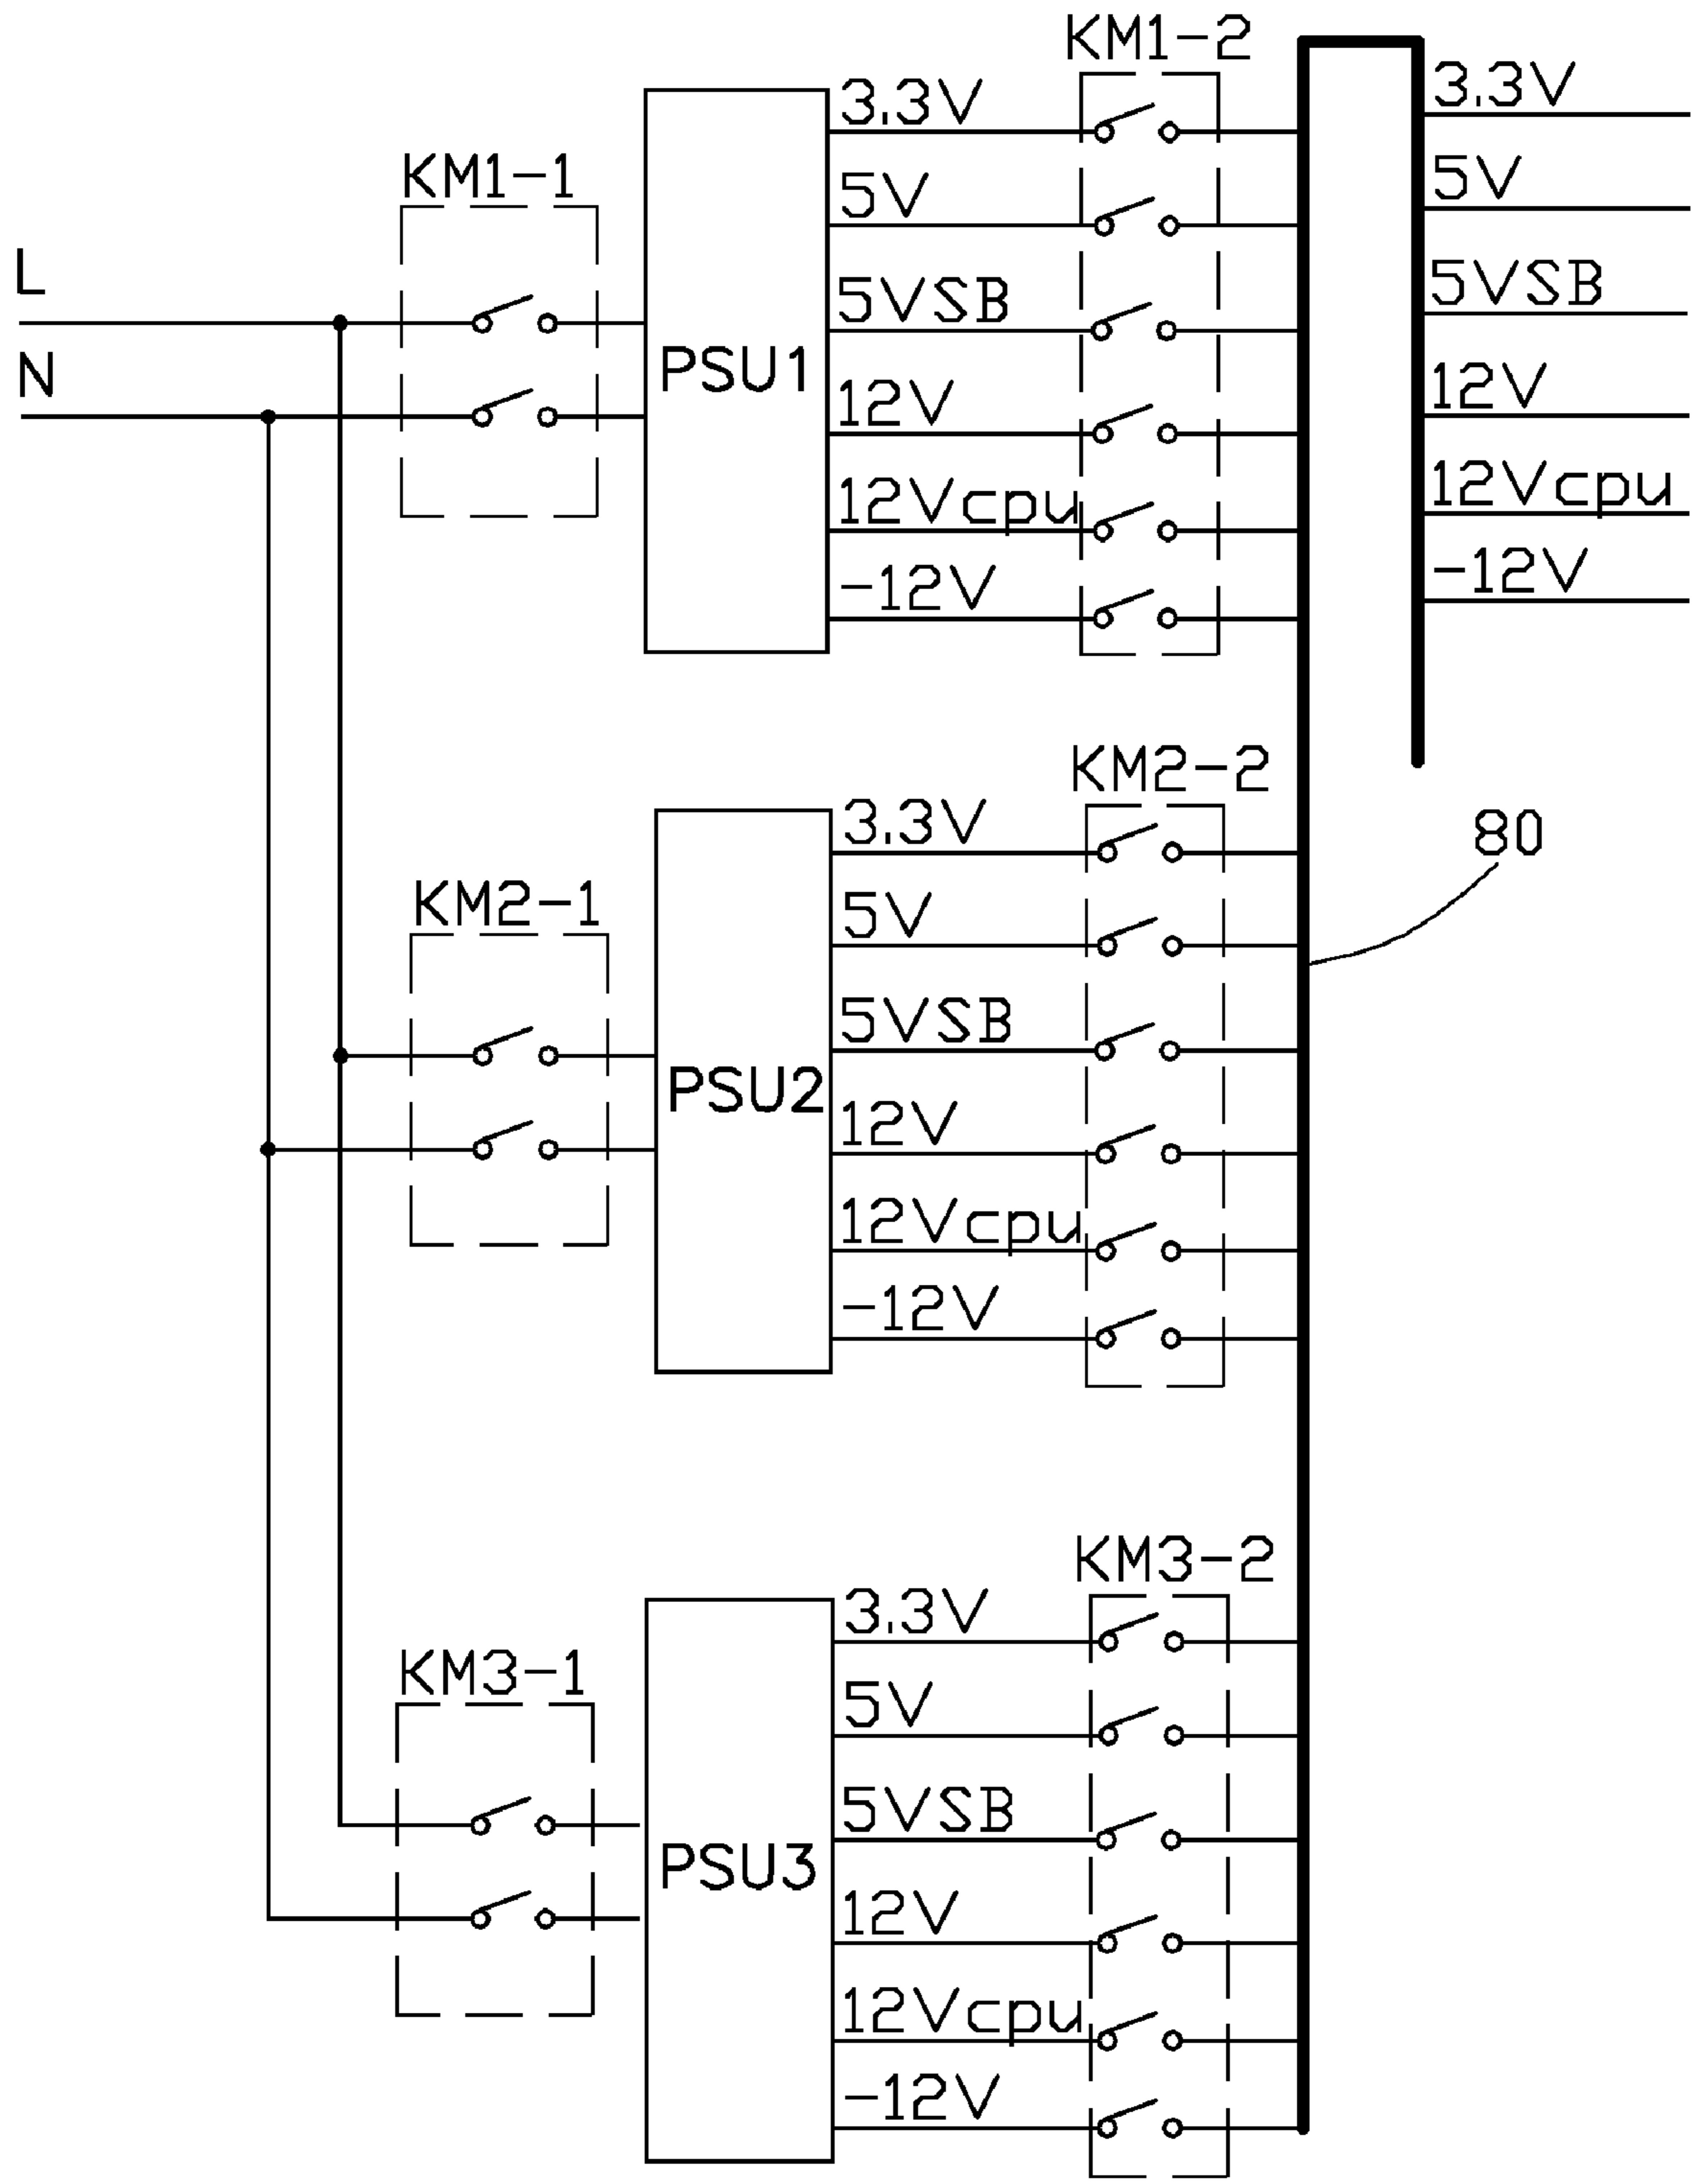 KM1-2
3.3V
3.3V
KM1-1
5V
5V
L
5VSB
5VSB
N
PSU1
12V
12V
12Vcpu
12Vcpu
-12V
-12V
KM2-2
3.3V
80
KM2-1
5V
5VSB
PSU2
12V
12Vcpu
-12V
KM3-2
3.3V
KM3-1
5V
5VSB
PSU3
12V
12Vcpu
-12V